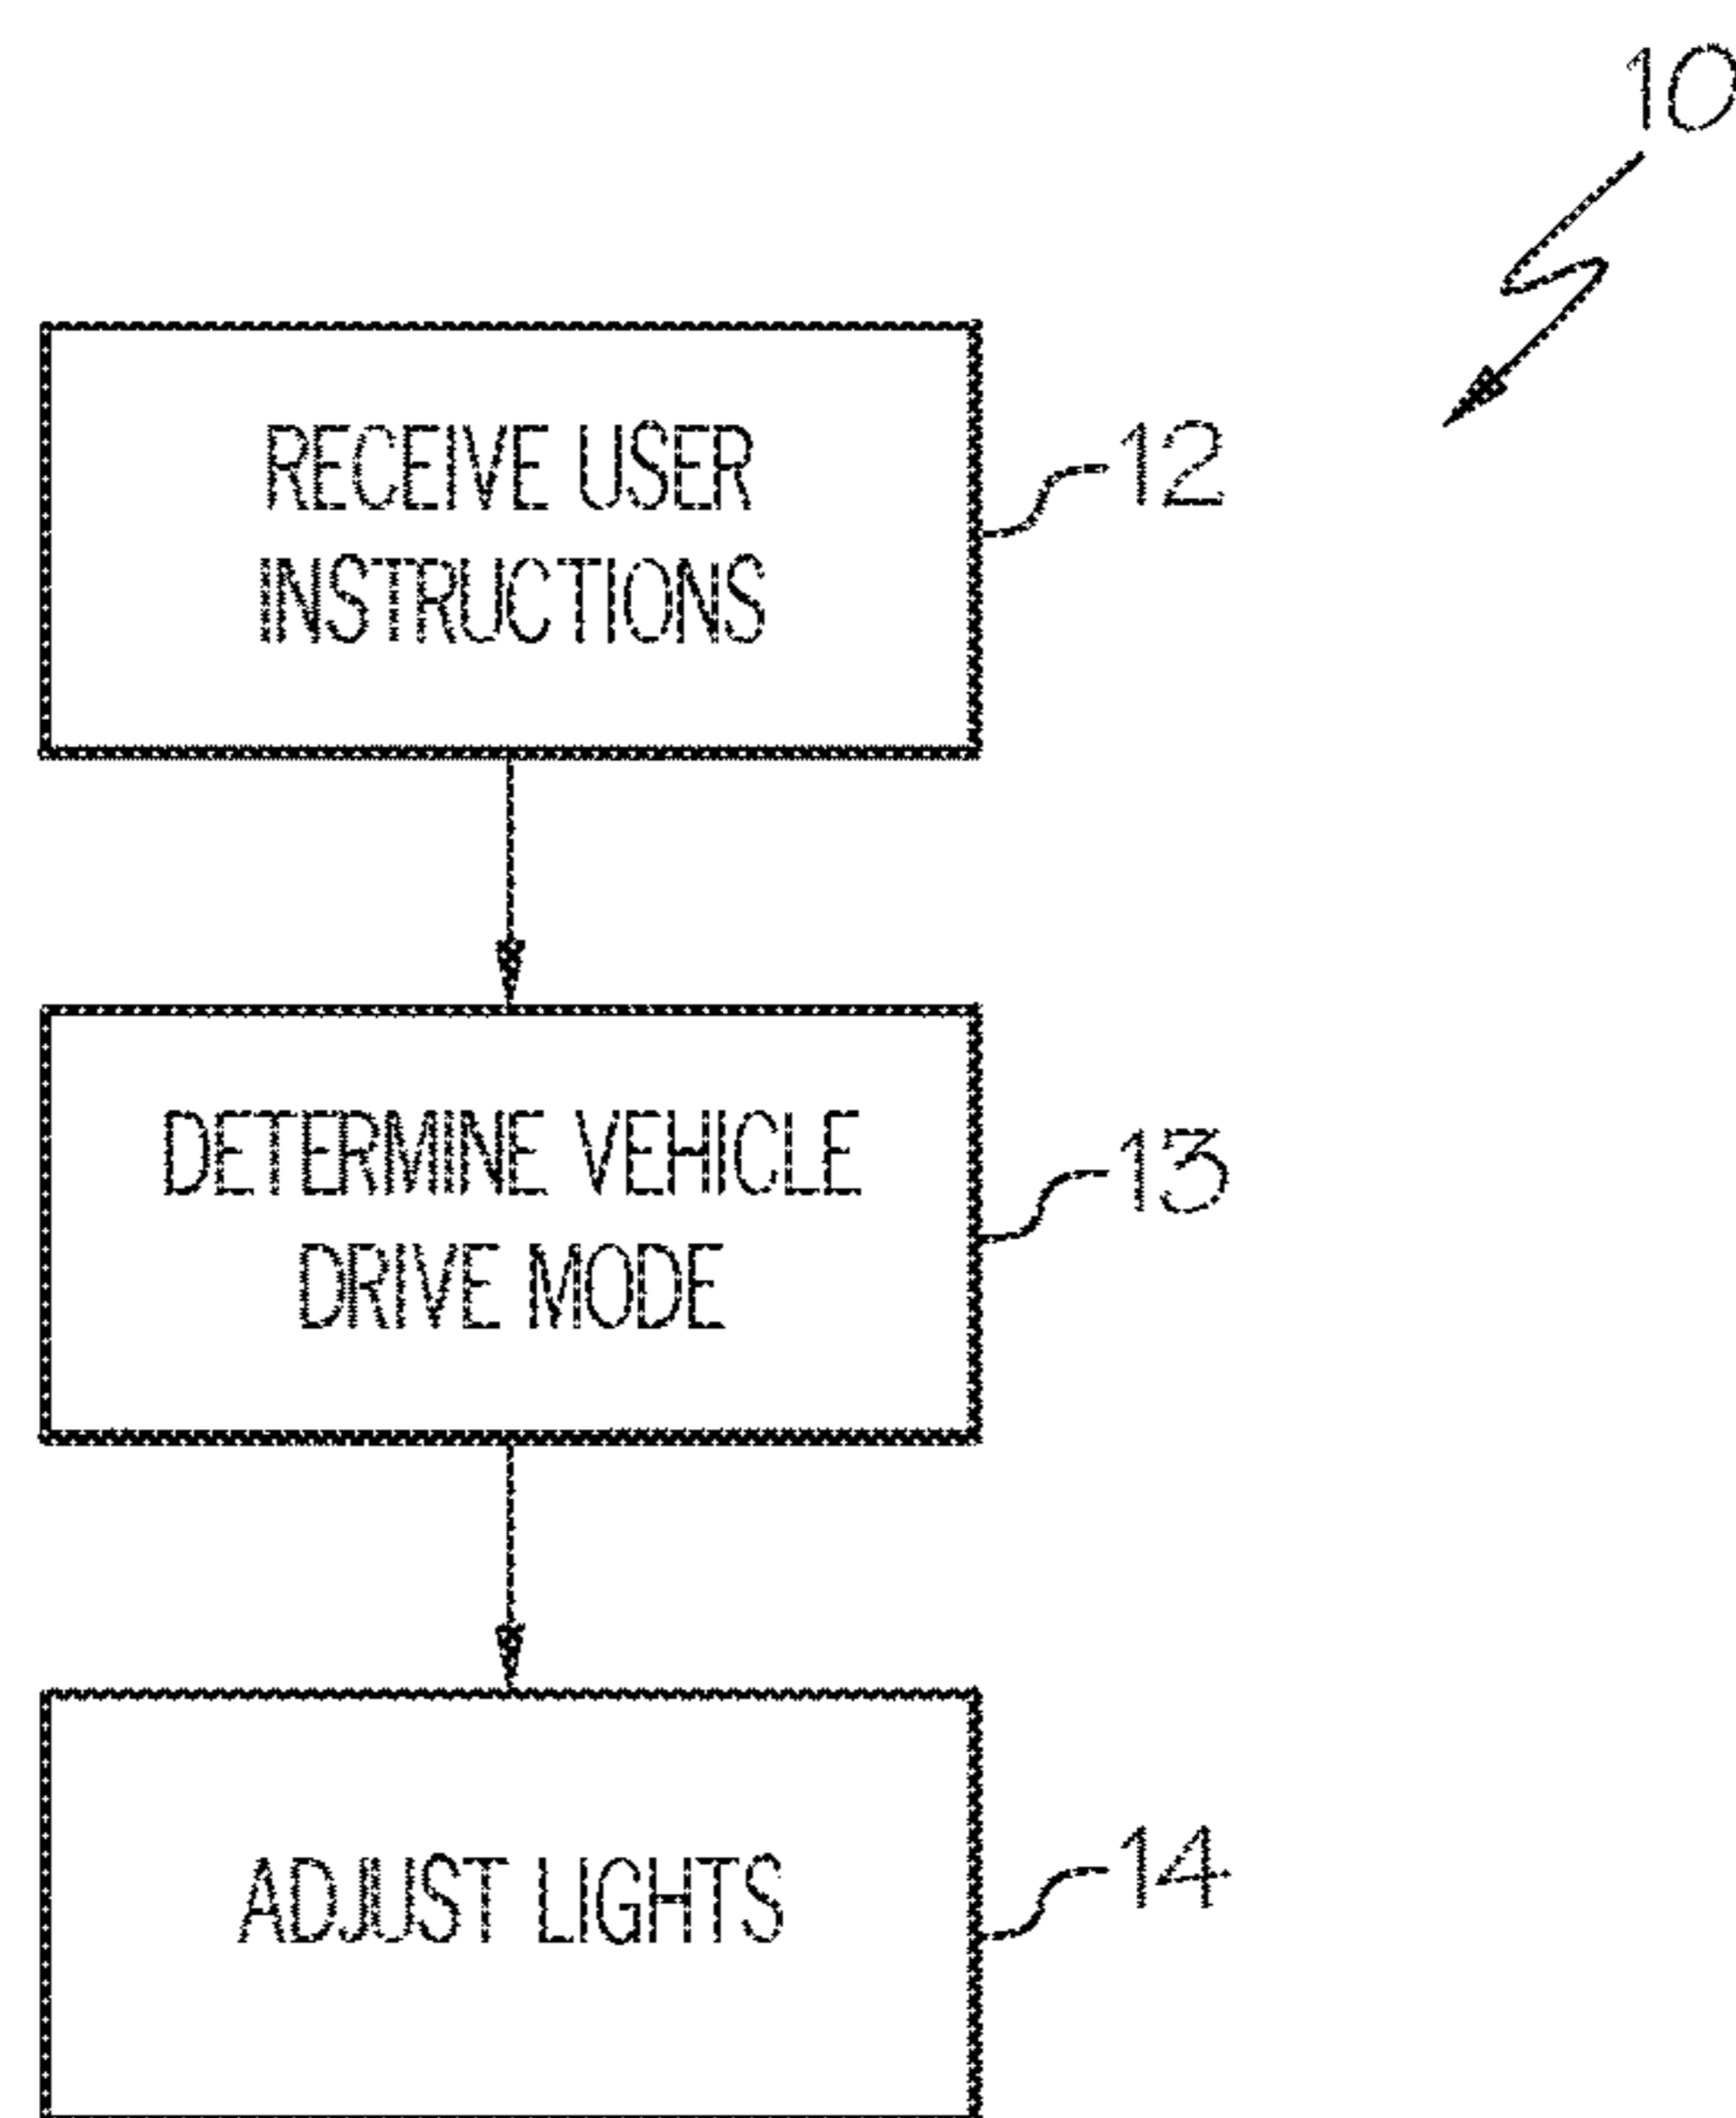 10
RECEIVE USER
INSTRUCTIONS
12
DETERMINE VEHICLE
DRIVE MODE
13
ADJUST LIGHTS
14